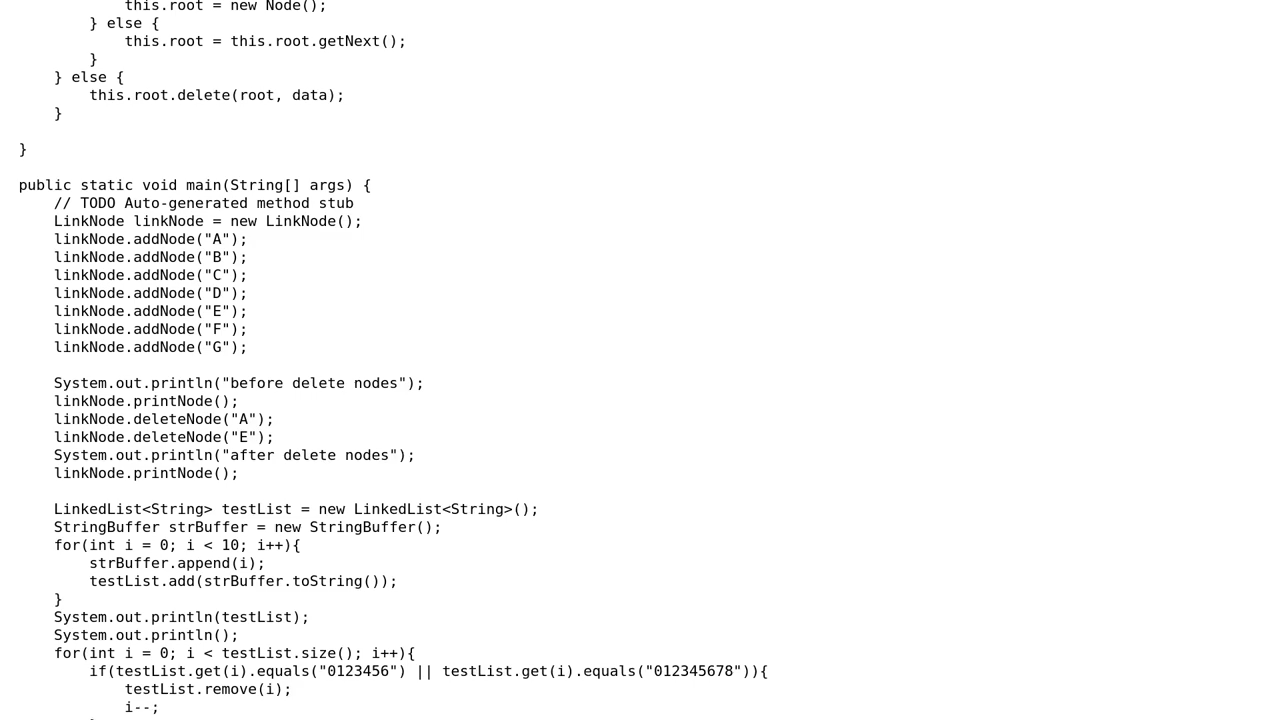 this.root = new Node();
        } else {
            this.root = this.root.getNext();
        }
    } else {
        this.root.delete(root, data);
    }

}

public static void main(String[] args) {
    // TODO Auto-generated method stub
    LinkNode linkNode = new LinkNode();
    linkNode.addNode("A");
    linkNode.addNode("B");
    linkNode.addNode("C");
    linkNode.addNode("D");
    linkNode.addNode("E");
    linkNode.addNode("F");
    linkNode.addNode("G");

    System.out.println("before delete nodes");
    linkNode.printNode();
    linkNode.deleteNode("A");
    linkNode.deleteNode("E");
    System.out.println("after delete nodes");
    linkNode.printNode();

    LinkedList<String> testList = new LinkedList<String>();
    StringBuffer strBuffer = new StringBuffer();
    for(int i = 0; i < 10; i++){
        strBuffer.append(i);
        testList.add(strBuffer.toString());
    }
    System.out.println(testList);
    System.out.println();
    for(int i = 0; i < testList.size(); i++){
        if(testList.get(i).equals("0123456") || testList.get(i).equals("012345678")){
            testList.remove(i);
            i--;